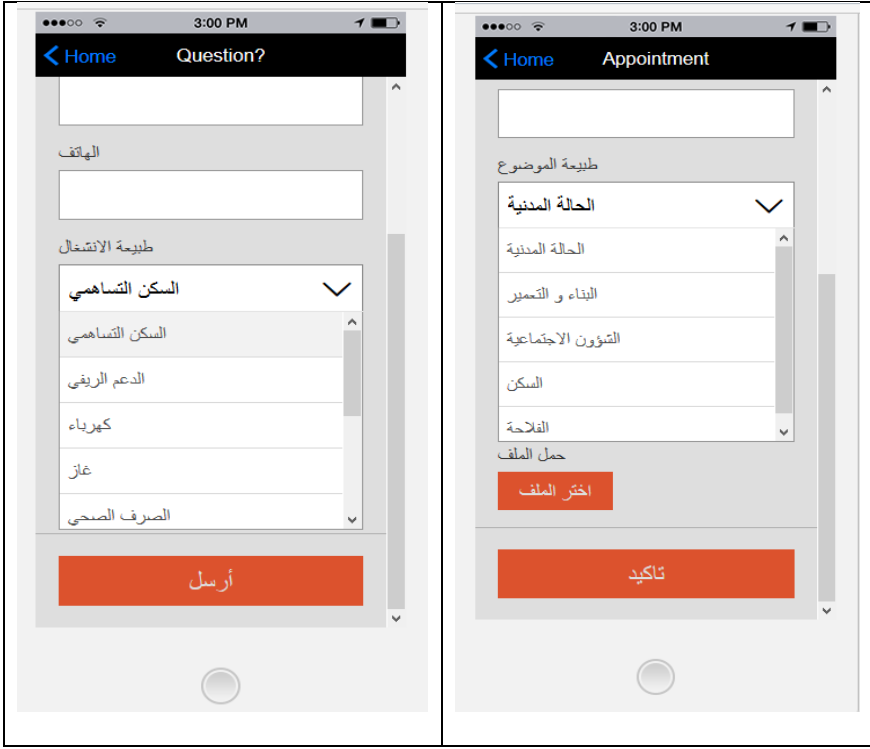 3:00 PM
Home
Question?
الهاتف
طبيعة الانشغال
السكن التساهمي
السكن التساهمي
الدعم الريفي
كهرباء
غاز
الصرف الصحي
أرسل
3:00 PM
Home
Appointment
طبيعة الموضوع
الحالة المدنية
الحالة المدنية
البناء و التعمير
الشؤون الاجتماعية
السكن
الفلاحة
حمل الملف
اختر الملف
تاكيد